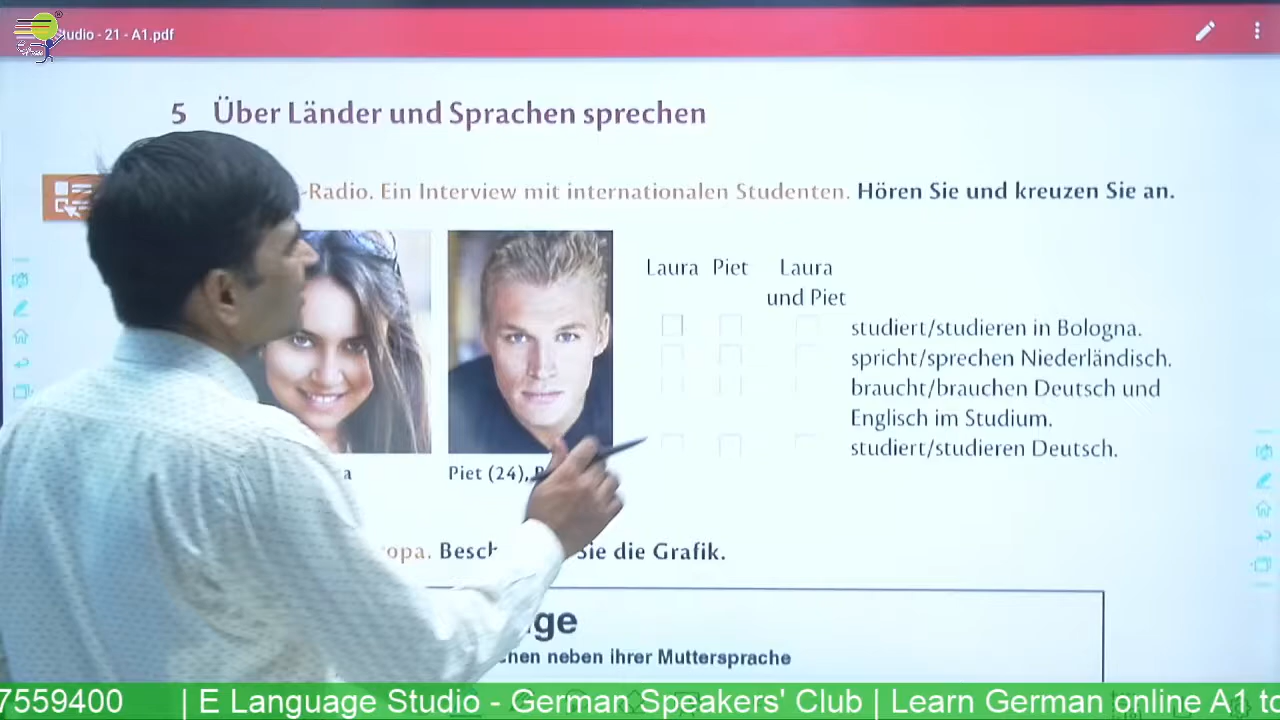 tudio - 21 - A1.pdf
5 Über Länder und Sprachen sprechen
-Radio. Ein Interview mit internationalen Studenten. Hören Sie und kreuzen Sie an.
Laura Piet Laura
und Piet
studiert/studieren in Bologna.
spricht/sprechen Niederländisch.
braucht/brauchen Deutsch und
Englisch im Studium.
studiert/studieren Deutsch.
a
Piet (24),
opa. Besch Sie die Grafik.
ge
hen neben ihrer Muttersprache
7559400 | E Language Studio - German Speakers' Club | Learn German online A1 to